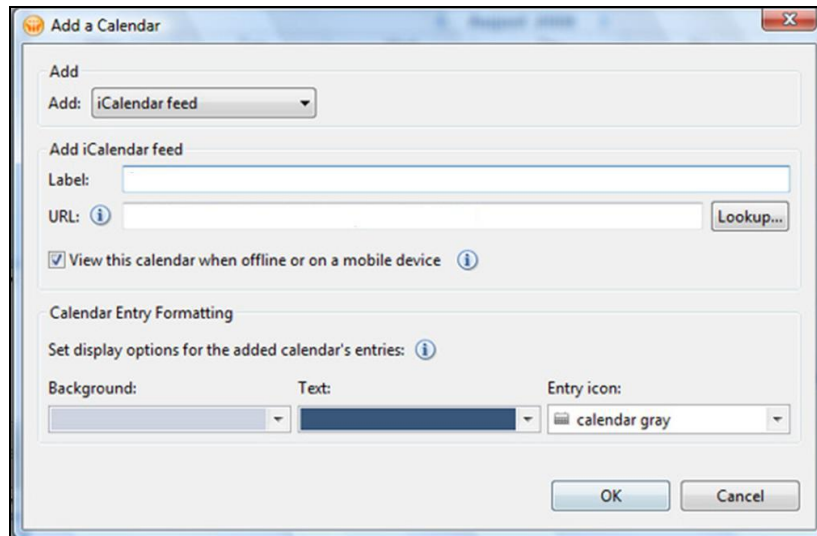 Add a Calendar
August 2008
Add
Add: iCalendar feed
Add iCalendar feed
Label:
URL:
Lookup...
View this calendar when offline or on a mobile device
Calendar Entry Formatting
Set display options for the added calendar's entries:
Background: Text: Entry icon:
calendar gray
OK Cancel